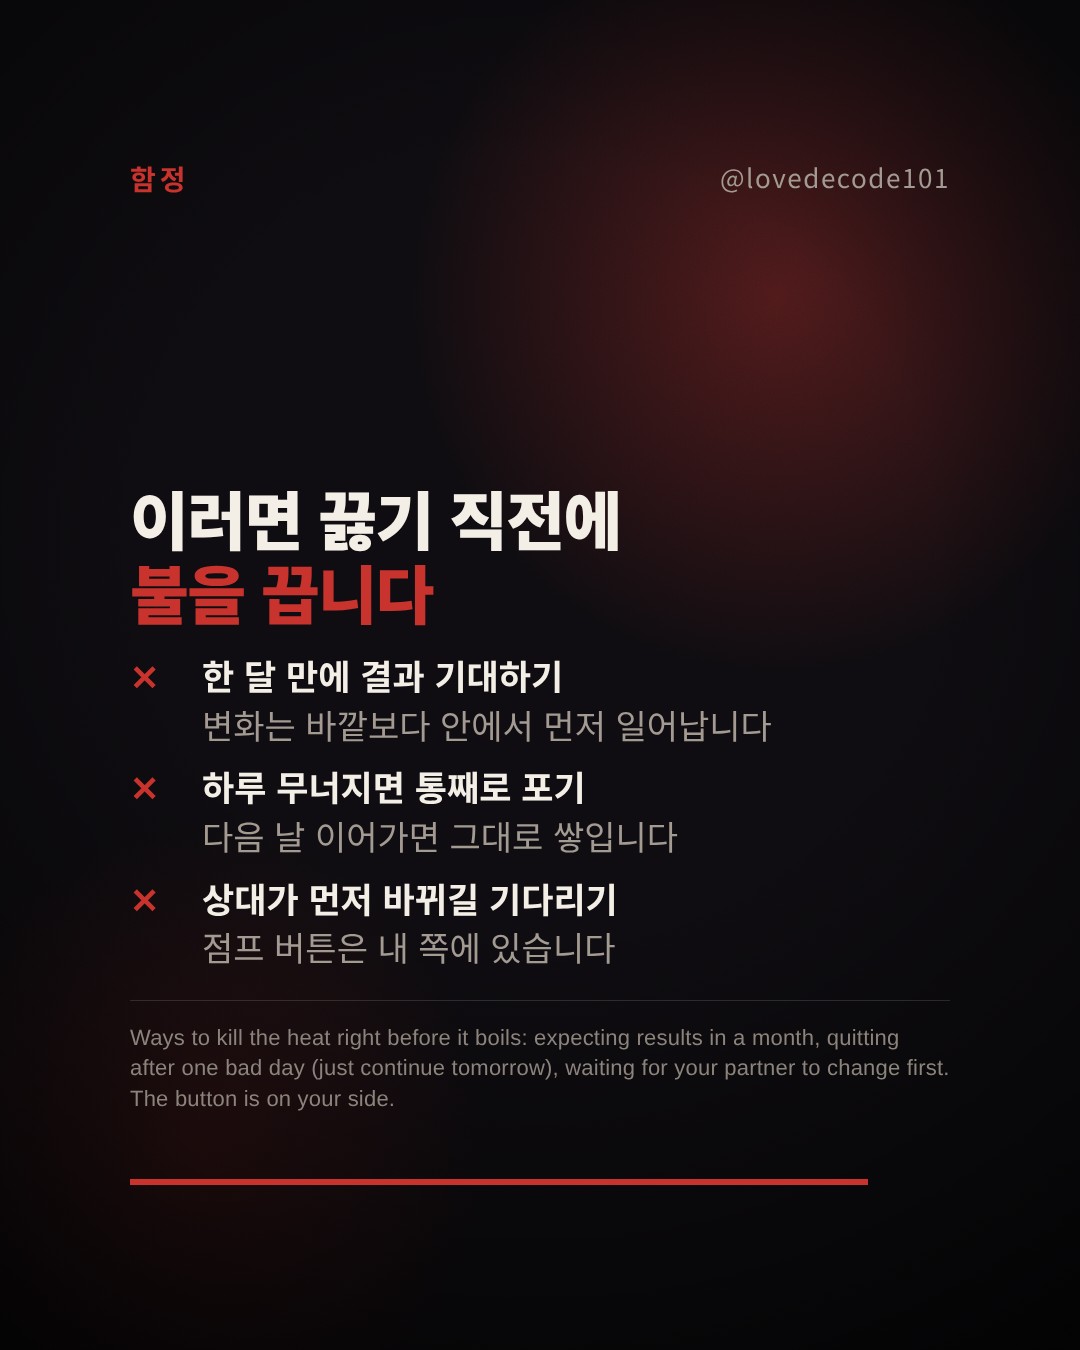 함정
@lovedecode101
이러면 끓기 직전에
불을 끕니다
✕ 한 달 만에 결과 기대하기
변화는 바깥보다 안에서 먼저 일어납니다
✕ 하루 무너지면 통째로 포기
다음 날 이어가면 그대로 쌓입니다
✕ 상대가 먼저 바뀌길 기다리기
점프 버튼은 내 쪽에 있습니다
Ways to kill the heat right before it boils: expecting results in a month, quitting
after one bad day (just continue tomorrow), waiting for your partner to change first.
The button is on your side.